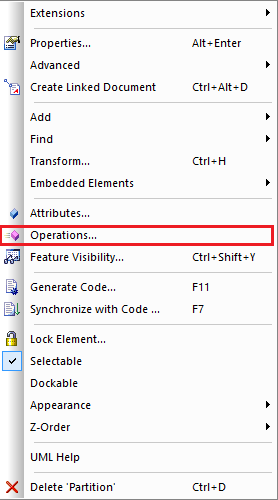 Extensions
Properties... Alt+Enter
Advanced
Create Linked Document Ctrl+Alt+D
Add
Find
Transform... Ctrl+H
Embedded Elements
Attributes...
Operations...
Feature Visibility... Ctrl+Shift+Y
Generate Code... F11
Synchronize with Code ... F7
Lock Element...
Selectable
Dockable
Appearance
Z-Order
UML Help
Delete 'Partition' Ctrl+D